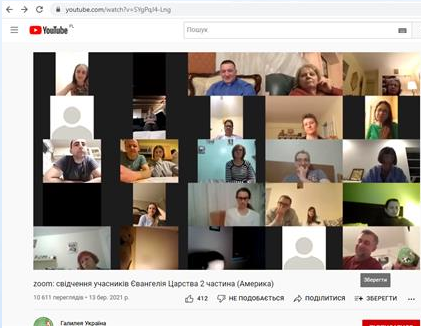 youtube.com/watch?v=SYgPqJ4-Lng
YouTube PL
Пошук
Зберегти
zoom: свідчення учасників Євангелія Царства 2 частина (Америка)
10 611 переглядів • 13 бер. 2021 р.
412 НЕ ПОДОБАЄТЬСЯ ПОДІЛИТИСЯ ЗБЕРЕГТИ
Галилея Україна